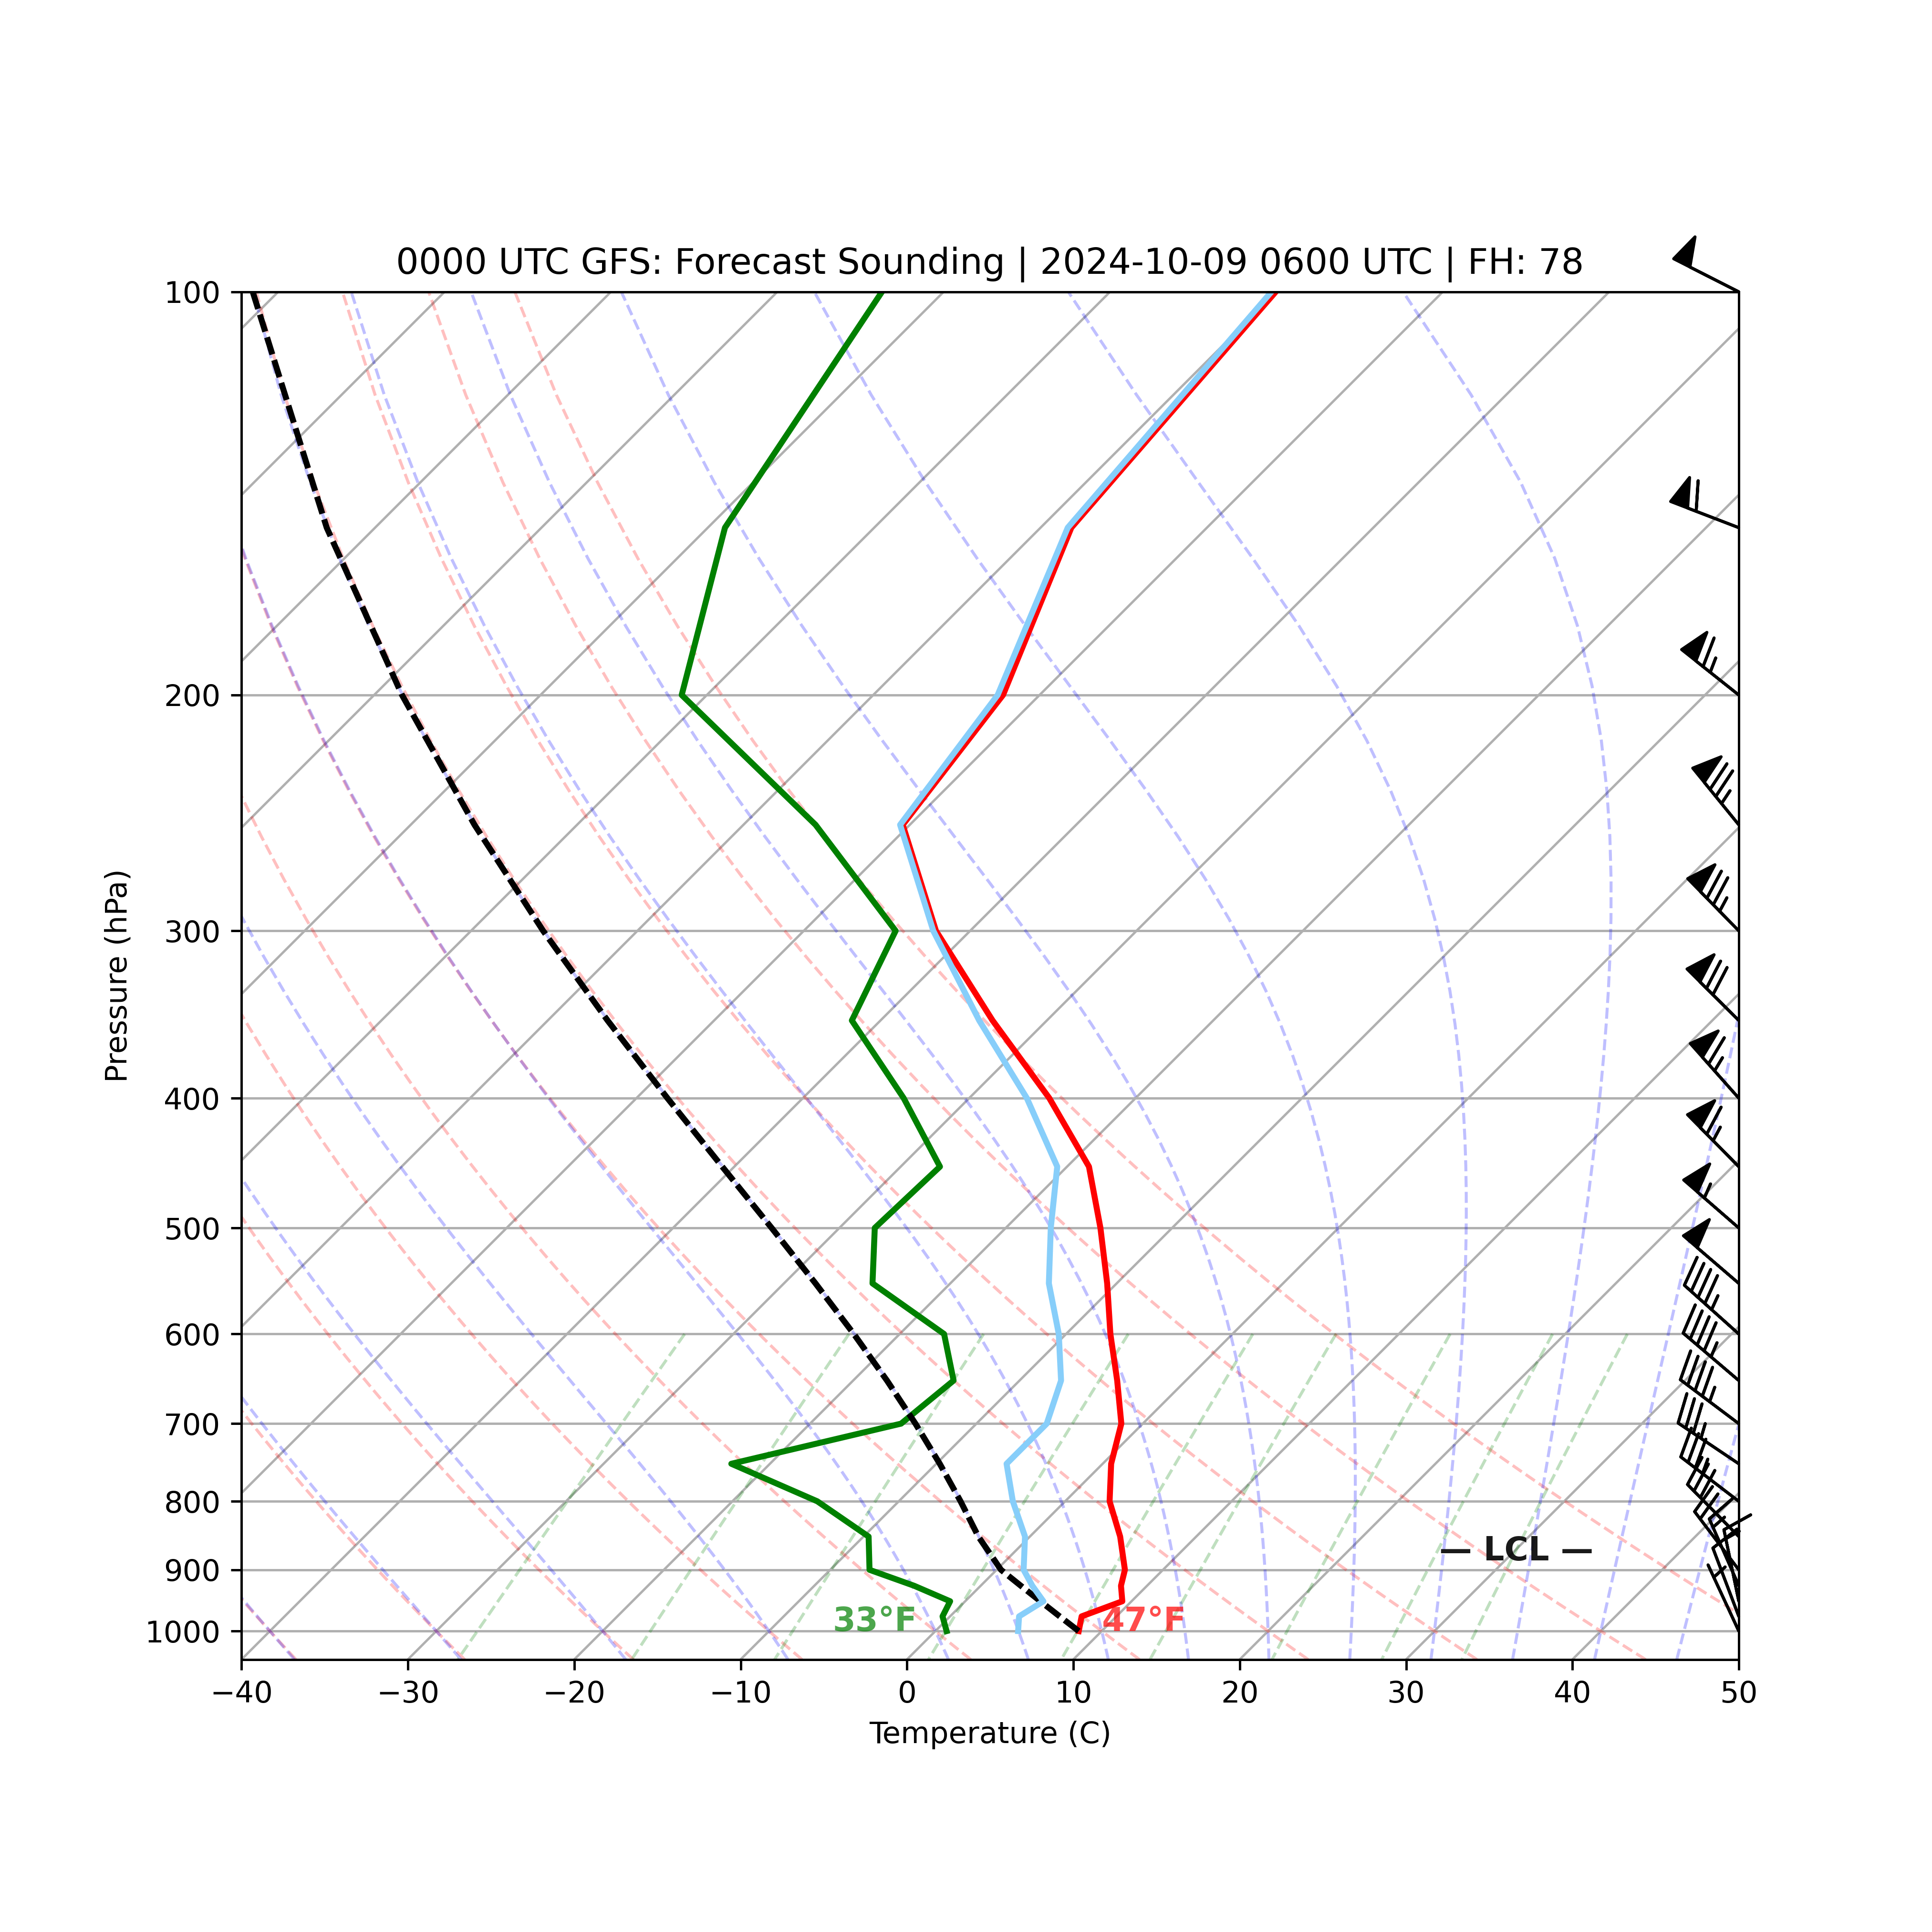 0000 UTC GFS: Forecast Sounding | 2024-10-09 0600 UTC | FH: 78
100
200
300
400
500
600
700
800
900
1000
Pressure (hPa)
— LCL —
33°F
47°F
−40 −30 −20 −10 0 10 20 30 40 50
Temperature (C)